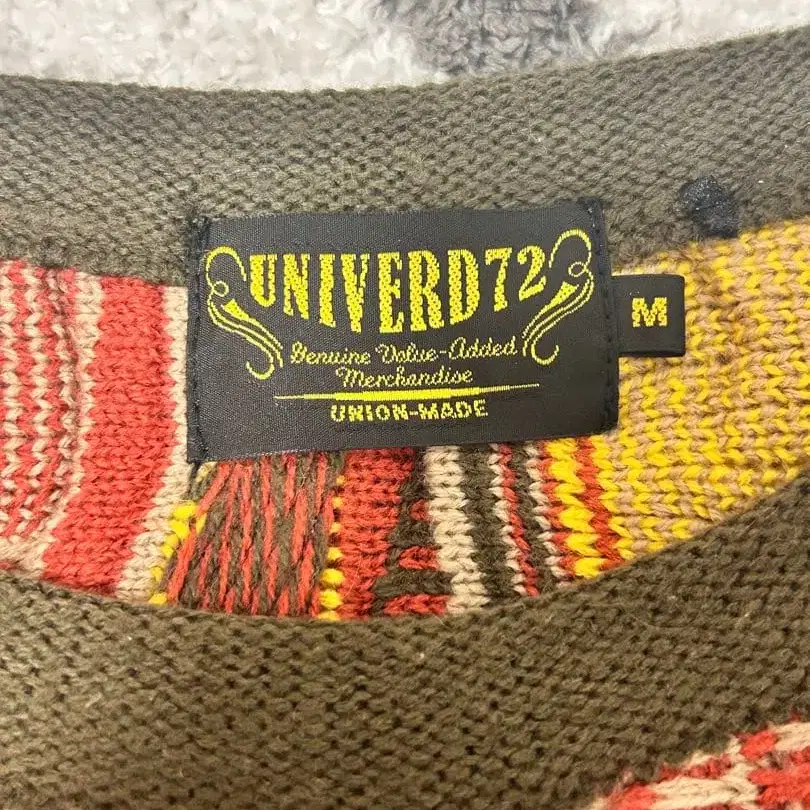 UNIVERD72
Genuine Value-Added
Merchandise
UNION-MADE
M